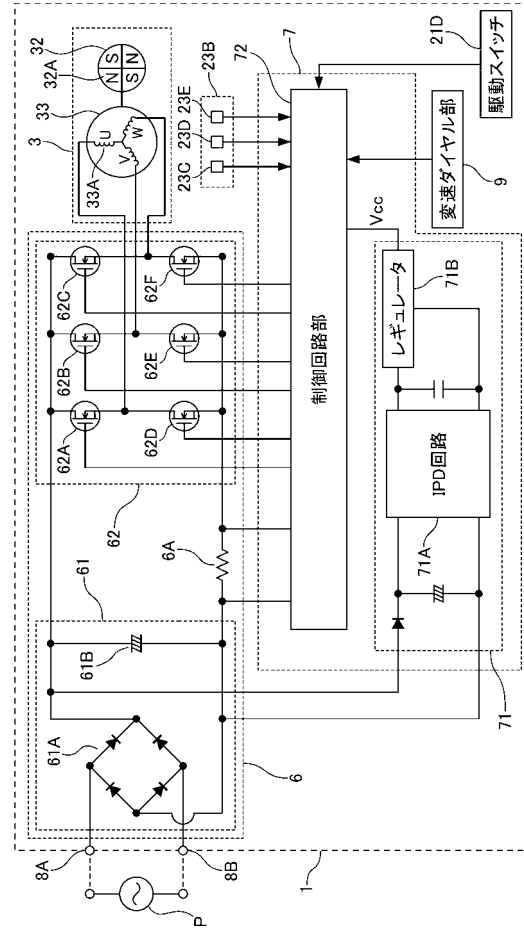 32
32A
N S
S N
33
3
U
V
W
33A
23B
23E
23D
23C
72
7
21D
駆動スイッチ
変速ダイヤル部
9
Vcc
71B
レギュレータ
IPD回路
71A
71
制御回路部
62C
62B
62A
62F
62E
62D
62
6A
61
61B
61A
6
8A
8B
P
1